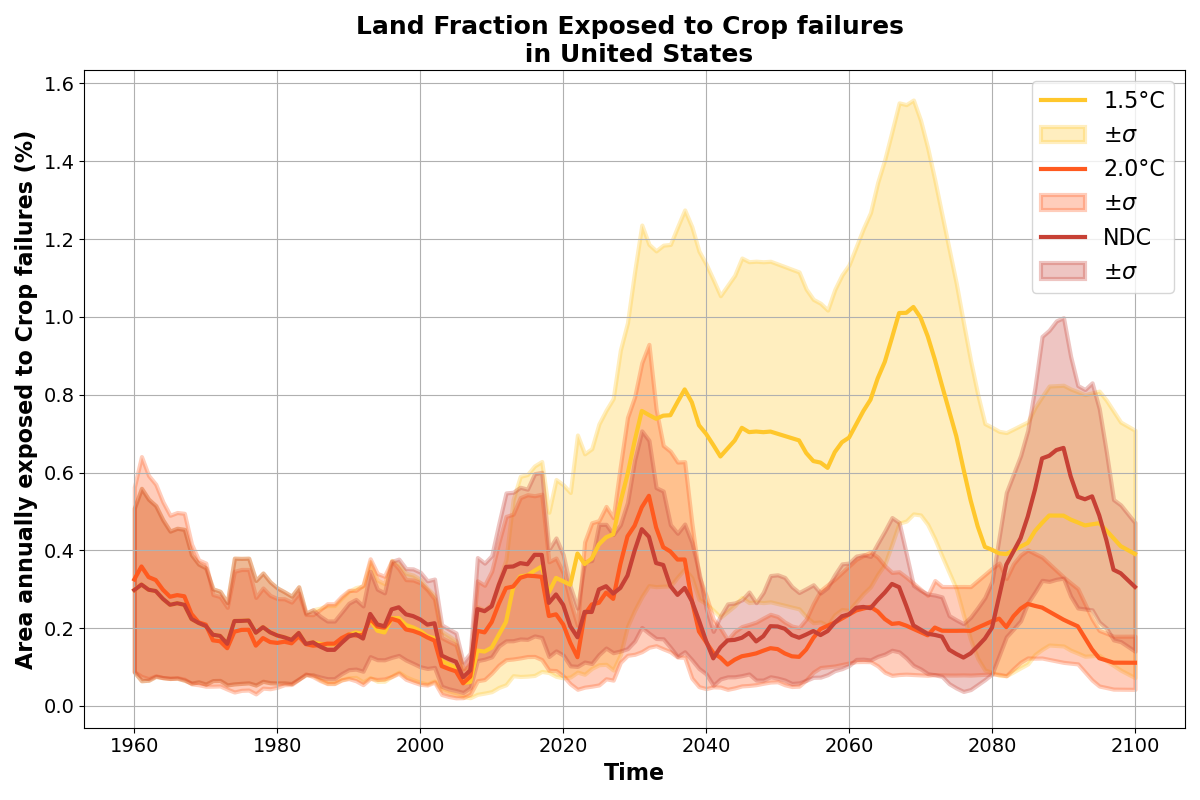 Land Fraction Exposed to Crop failures
in United States
Area annually exposed to Crop failures (%)
1.6
1.4
1.2
1.0
0.8
0.6
0.4
0.2
0.0
1960
1980
2000
2020
2040
2060
2080
2100
Time
1.5°C
±σ
2.0°C
±σ
NDC
±σ